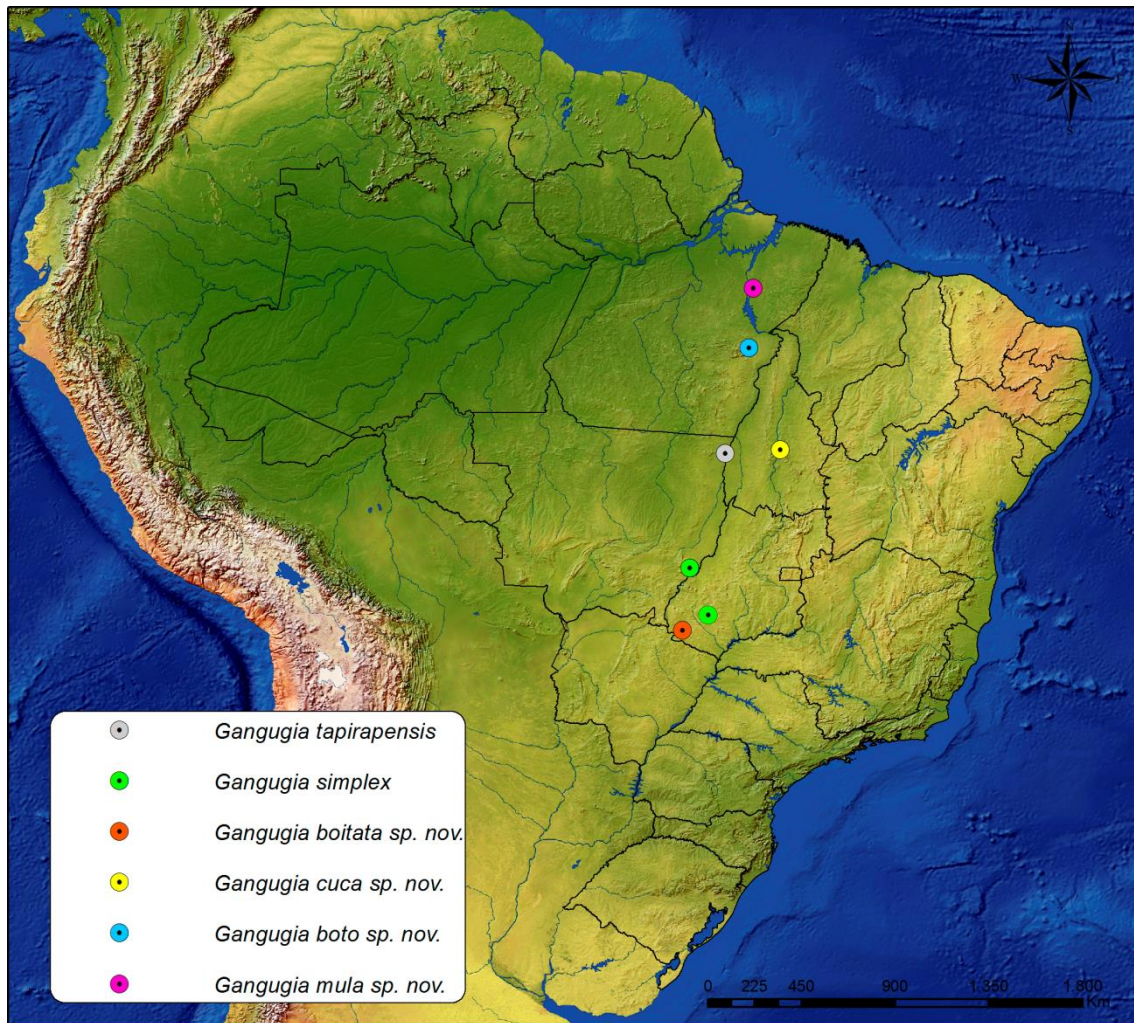 N
W
S
Gangugia tapirapensis
Gangugia simplex
Gangugia boitata sp. nov.
Gangugia cuca sp. nov.
Gangugia boto sp. nov.
Gangugia mula sp. nov.
0 225 450 900 1.350 1.800
Km